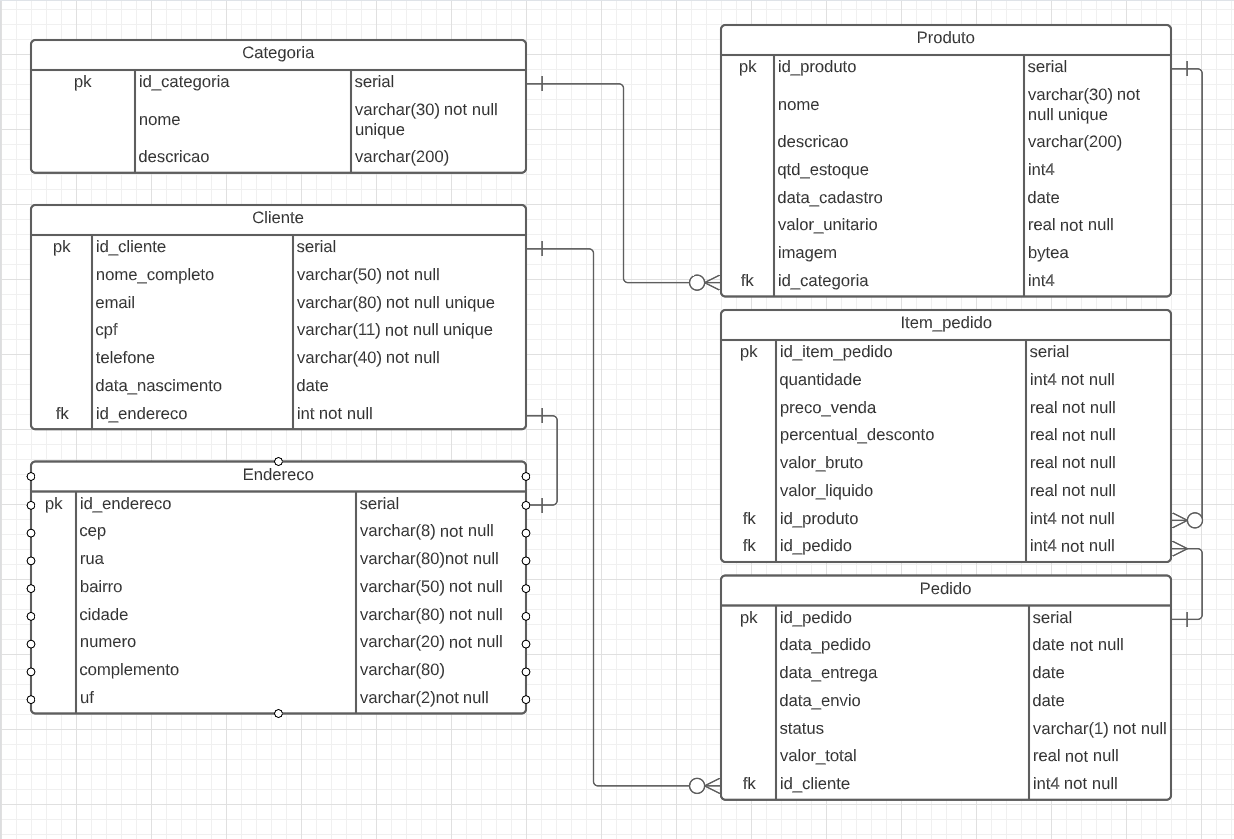 Categoria
pk id_categoria serial
nome varchar(30) not null
unique
descricao varchar(200)
Cliente
pk id_cliente serial
nome_completo varchar(50) not null
email varchar(80) not null unique
cpf varchar(11) not null unique
telefone varchar(40) not null
data_nascimento date
fk id_endereco int not null
Endereco
pk id_endereco serial
cep varchar(8) not null
rua varchar(80)not null
bairro varchar(50) not null
cidade varchar(80) not null
numero varchar(20) not null
complemento varchar(80)
uf varchar(2)not null
Produto
pk id_produto serial
nome varchar(30) not
null unique
descricao varchar(200)
qtd_estoque int4
data_cadastro date
valor_unitario real not null
imagem bytea
fk id_categoria int4
Item_pedido
pk id_item_pedido serial
quantidade int4 not null
preco_venda real not null
percentual_desconto real not null
valor_bruto real not null
valor_liquido real not null
fk id_produto int4 not null
fk id_pedido int4 not null
Pedido
pk id_pedido serial
data_pedido date not null
data_entrega date
data_envio date
status varchar(1) not null
valor_total real not null
fk id_cliente int4 not null